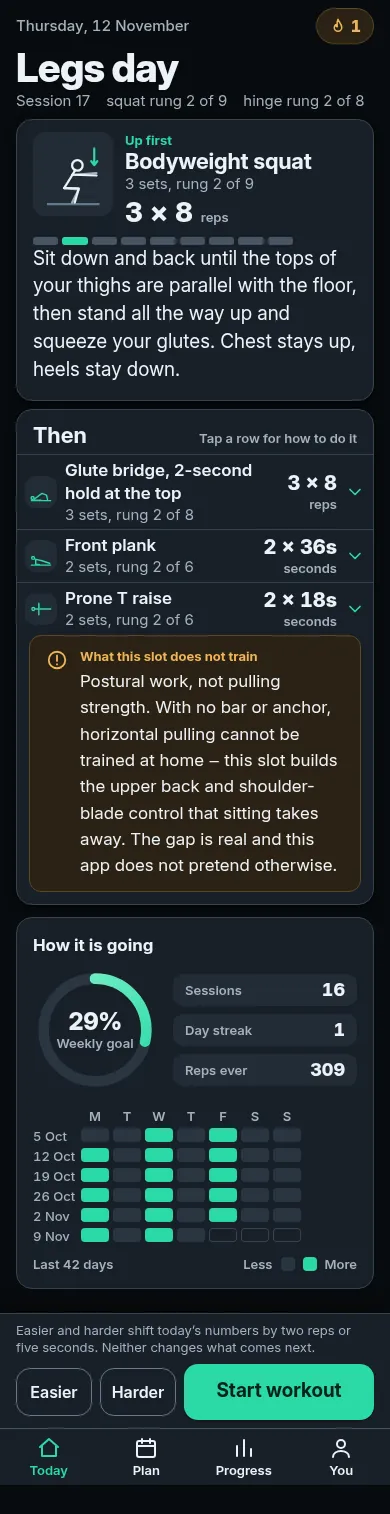 Thursday, 12 November
1
Legs day
Session 17 squat rung 2 of 9 hinge rung 2 of 8
Up first
Bodyweight squat
3 sets, rung 2 of 9
3 × 8 reps
Sit down and back until the tops of
your thighs are parallel with the floor,
then stand all the way up and
squeeze your glutes. Chest stays up,
heels stay down.
Then
Tap a row for how to do it
Glute bridge, 2-second
hold at the top
3 sets, rung 2 of 8
3 × 8
reps
Front plank
2 sets, rung 2 of 6
2 × 36s
seconds
Prone T raise
2 sets, rung 2 of 6
2 × 18s
seconds
What this slot does not train
Postural work, not pulling
strength. With no bar or anchor,
horizontal pulling cannot be
trained at home – this slot builds
the upper back and shoulder-
blade control that sitting takes
away. The gap is real and this
app does not pretend otherwise.
How it is going
29%
Weekly goal
Sessions 16
Day streak 1
Reps ever 309
M T W T F S S
5 Oct
12 Oct
19 Oct
26 Oct
2 Nov
9 Nov
Last 42 days
Less More
Easier and harder shift today's numbers by two reps or
five seconds. Neither changes what comes next.
Easier Harder Start workout
Today Plan Progress You